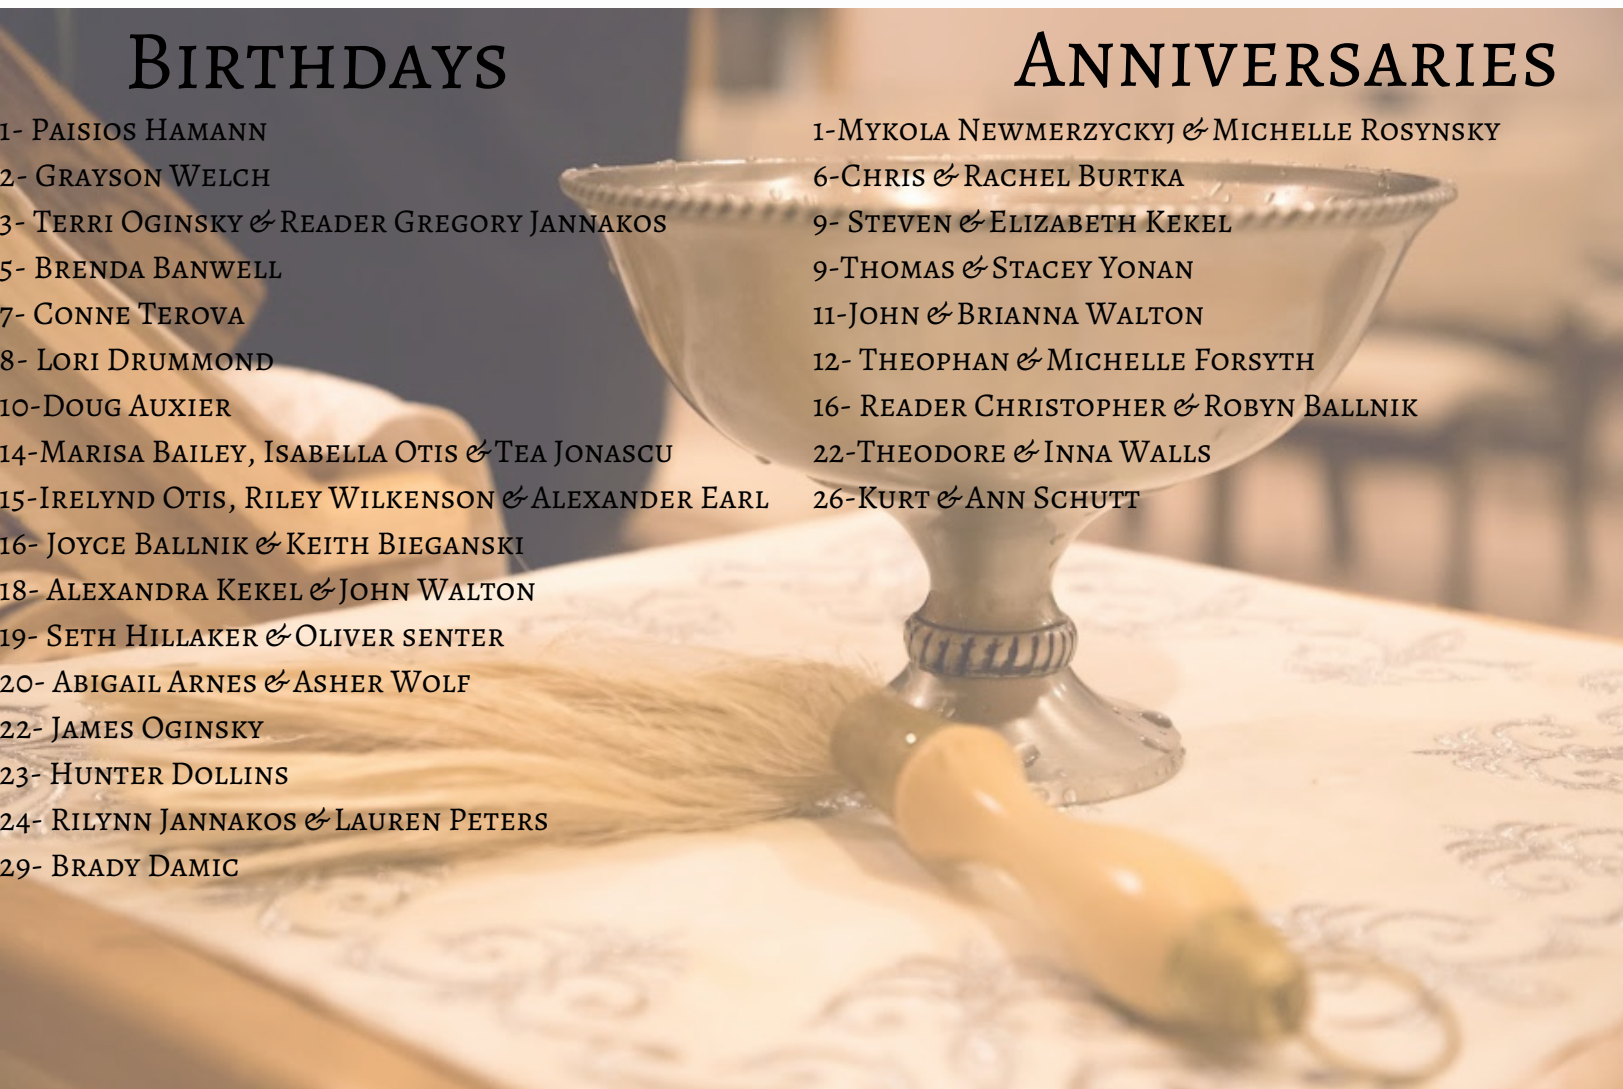 Birthdays
1- Paisios Hamann
2- Grayson Welch
3- Terri Oginsky & Reader Gregory Jannakos
5- Brenda Banwell
7- Conne Terova
8- Lori Drummond
10-Doug Auxier
14-Marisa Bailey, Isabella Otis & Tea Jonascu
15-Irelynd Otis, Riley Wilkenson & Alexander Earl
16- Joyce Ballnik & Keith Bieganski
18- Alexandra Kekel & John Walton
19- Seth Hillaker & Oliver senter
20- Abigail Arnes & Asher Wolf
22- James Oginsky
23- Hunter Dollins
24- Rilynn Jannakos & Lauren Peters
29- Brady Damic
Anniversaries
1-Mykola Newmerzyckyj & Michelle Rosynsky
6-Chris & Rachel Burtka
9- Steven & Elizabeth Kekel
9-Thomas & Stacey Yonan
11-John & Brianna Walton
12- Theophan & Michelle Forsyth
16- Reader Christopher & Robyn Ballnik
22-Theodore & Inna Walls
26-Kurt & Ann Schutt